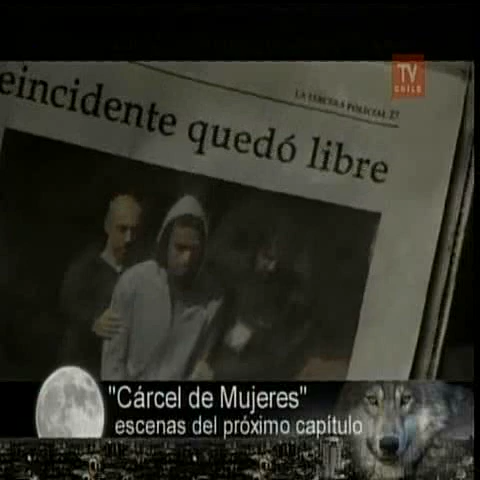 TV
CHILE
LA TERCERA POLICIAL 27
eincidente quedó libre
"Cárcel de Mujeres"
escenas del próximo capítulo